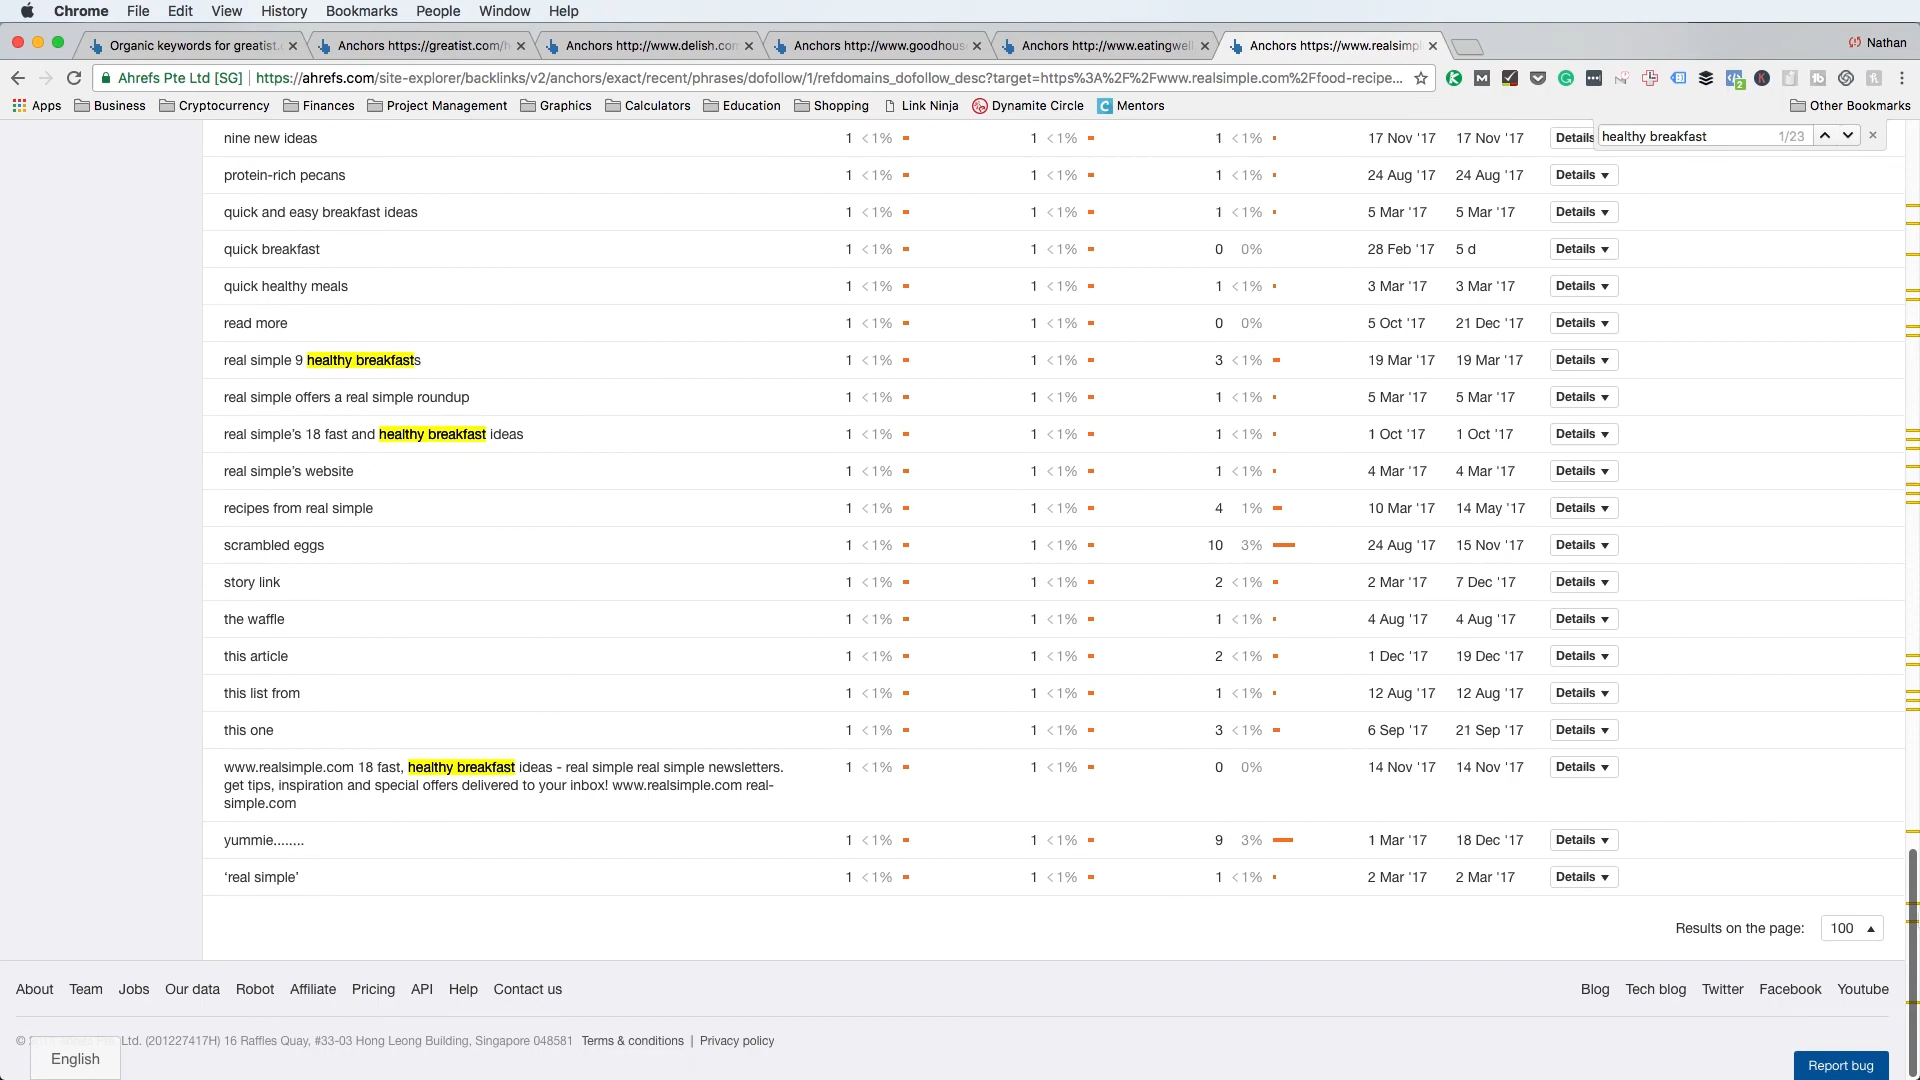 Chrome File Edit View History Bookmarks People Window Help
Organic keywords for greatist. Anchors https://greatist.com/h Anchors http://www.delish.com Anchors http://www.goodhous Anchors http://www.eatingwell Anchors https://www.realsimpl Nathan
Ahrefs Pte Ltd [SG] https://ahrefs.com/site-explorer/backlinks/v2/anchors/exact/recent/phrases/dofollow/1/refdomains_dofollow_desc?target=https%3A%2F%2Fwww.realsimple.com%2Ffood-recipe...
Apps Business Cryptocurrency Finances Project Management Graphics Calculators Education Shopping Link Ninja Dynamite Circle Mentors Other Bookmarks
healthy breakfast 1/23
nine new ideas 1 <1% 1 <1% 1 <1% 17 Nov '17 17 Nov '17 Details
protein-rich pecans 1 <1% 1 <1% 1 <1% 24 Aug '17 24 Aug '17 Details
quick and easy breakfast ideas 1 <1% 1 <1% 1 <1% 5 Mar '17 5 Mar '17 Details
quick breakfast 1 <1% 1 <1% 0 0% 28 Feb '17 5 d Details
quick healthy meals 1 <1% 1 <1% 1 <1% 3 Mar '17 3 Mar '17 Details
read more 1 <1% 1 <1% 0 0% 5 Oct '17 21 Dec '17 Details
real simple 9 healthy breakfasts 1 <1% 1 <1% 3 <1% 19 Mar '17 19 Mar '17 Details
real simple offers a real simple roundup 1 <1% 1 <1% 1 <1% 5 Mar '17 5 Mar '17 Details
real simple’s 18 fast and healthy breakfast ideas 1 <1% 1 <1% 1 <1% 1 Oct '17 1 Oct '17 Details
real simple’s website 1 <1% 1 <1% 1 <1% 4 Mar '17 4 Mar '17 Details
recipes from real simple 1 <1% 1 <1% 4 1% 10 Mar '17 14 May '17 Details
scrambled eggs 1 <1% 1 <1% 10 3% 24 Aug '17 15 Nov '17 Details
story link 1 <1% 1 <1% 2 <1% 2 Mar '17 7 Dec '17 Details
the waffle 1 <1% 1 <1% 1 <1% 4 Aug '17 4 Aug '17 Details
this article 1 <1% 1 <1% 2 <1% 1 Dec '17 19 Dec '17 Details
this list from 1 <1% 1 <1% 1 <1% 12 Aug '17 12 Aug '17 Details
this one 1 <1% 1 <1% 3 <1% 6 Sep '17 21 Sep '17 Details
www.realsimple.com 18 fast, healthy breakfast ideas - real simple real simple newsletters. 1 <1% 1 <1% 0 0% 14 Nov '17 14 Nov '17 Details
get tips, inspiration and special offers delivered to your inbox! www.realsimple.com real-
simple.com
yummie........ 1 <1% 1 <1% 9 3% 1 Mar '17 18 Dec '17 Details
‘real simple’ 1 <1% 1 <1% 1 <1% 2 Mar '17 2 Mar '17 Details
Results on the page: 100
About Team Jobs Our data Robot Affiliate Pricing API Help Contact us Blog Tech blog Twitter Facebook Youtube
© Ltd. (201227417H) 16 Raffles Quay, #33-03 Hong Leong Building, Singapore 048581 Terms & conditions | Privacy policy
English
Report bug